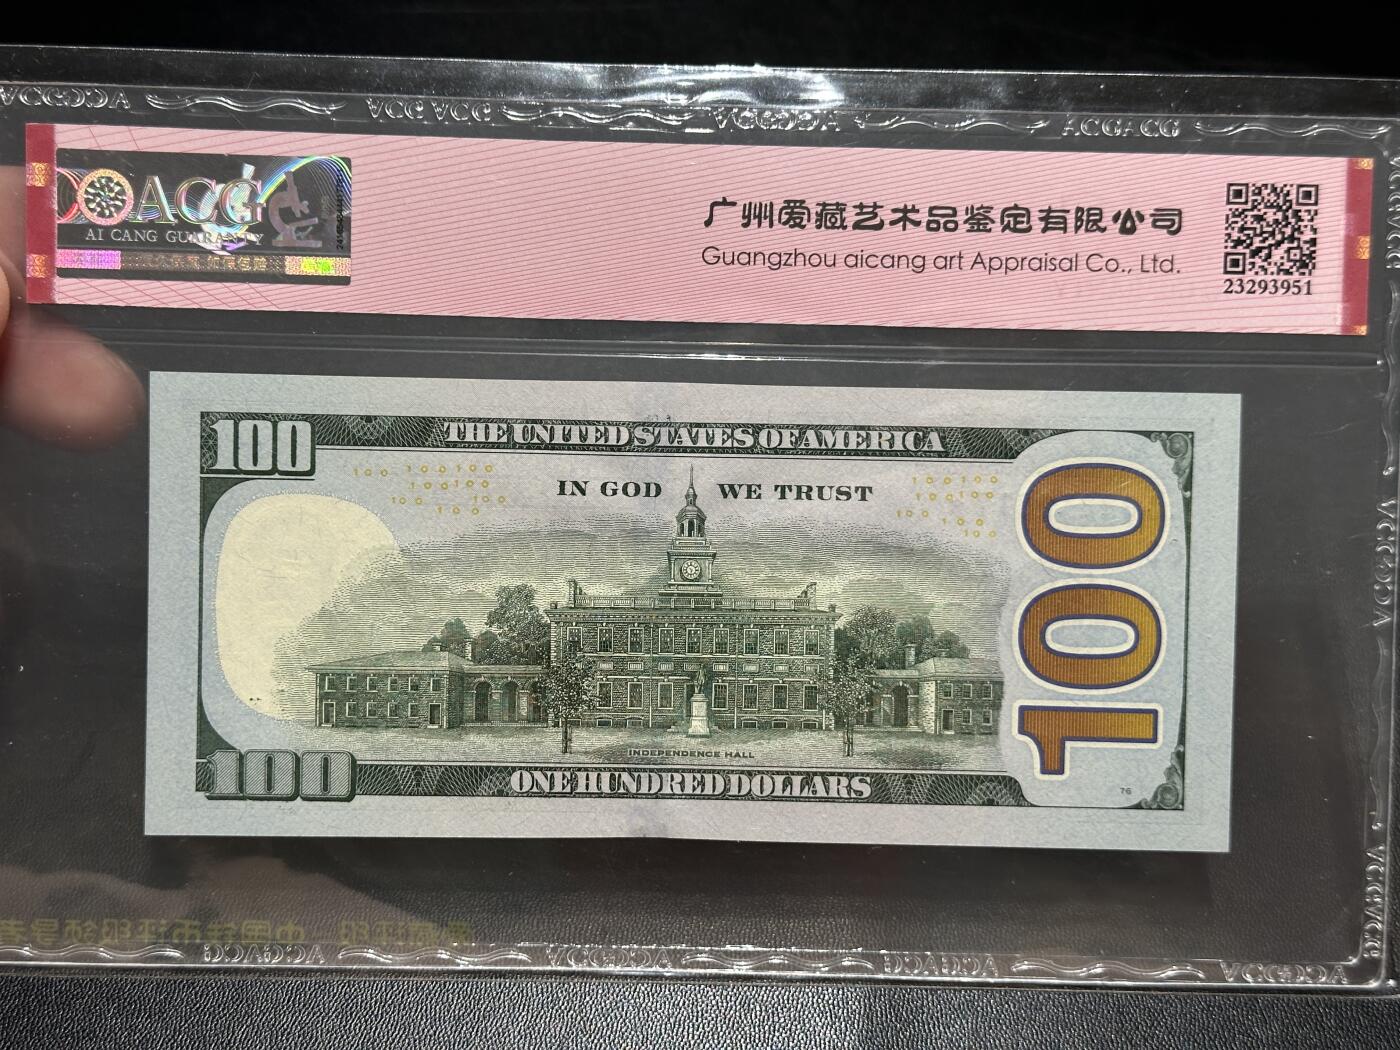 ACG
AI CANG GUARANTY
广州爱藏艺术品鉴定有限公司
Guangzhou aicang art Appraisal Co., Ltd.
23293951
100
THE UNITED STATES OF AMERICA
IN GOD WE TRUST
100
INDEPENDENCE HALL
100
ONE HUNDRED DOLLARS
76